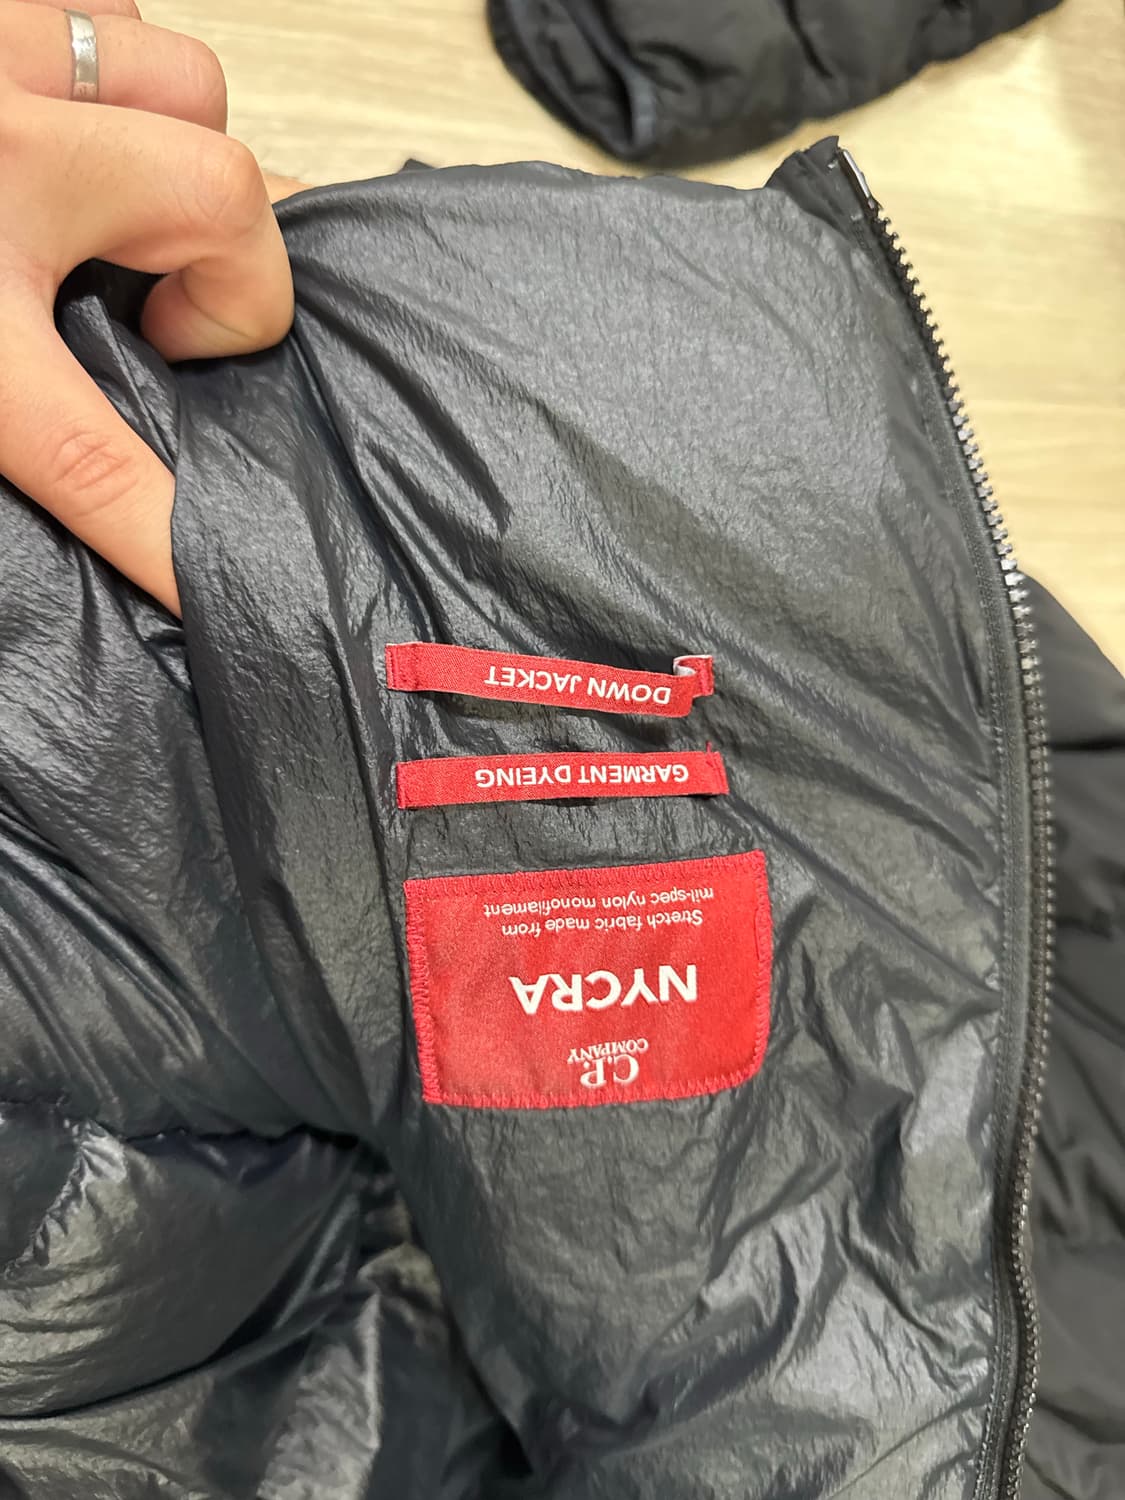 C.P.
COMPANY
NYCRA
Stretch fabric made from
mil-spec nylon monofilament
GARMENT DYEING
DOWN JACKET